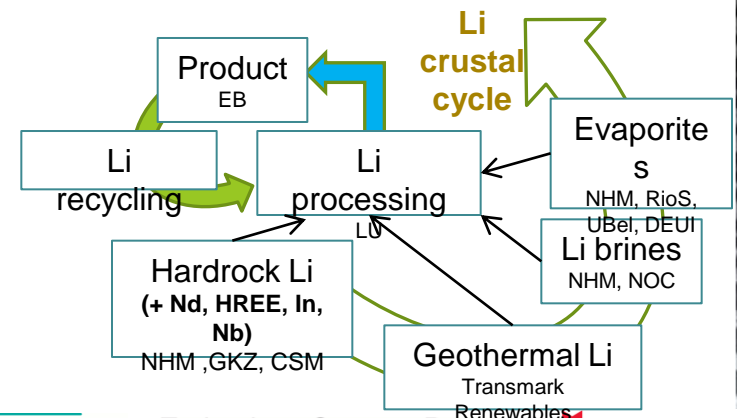 Li
crustal
cycle
Product
EB
Evaporite
s
NHM, RioS,
UBel, DEUI
Li
recycling
Li
processing
LU
Li brines
NHM, NOC
Hardrock Li
(+ Nd, HREE, In,
Nb)
NHM ,GKZ, CSM
Geothermal Li
Transmark
Renewables